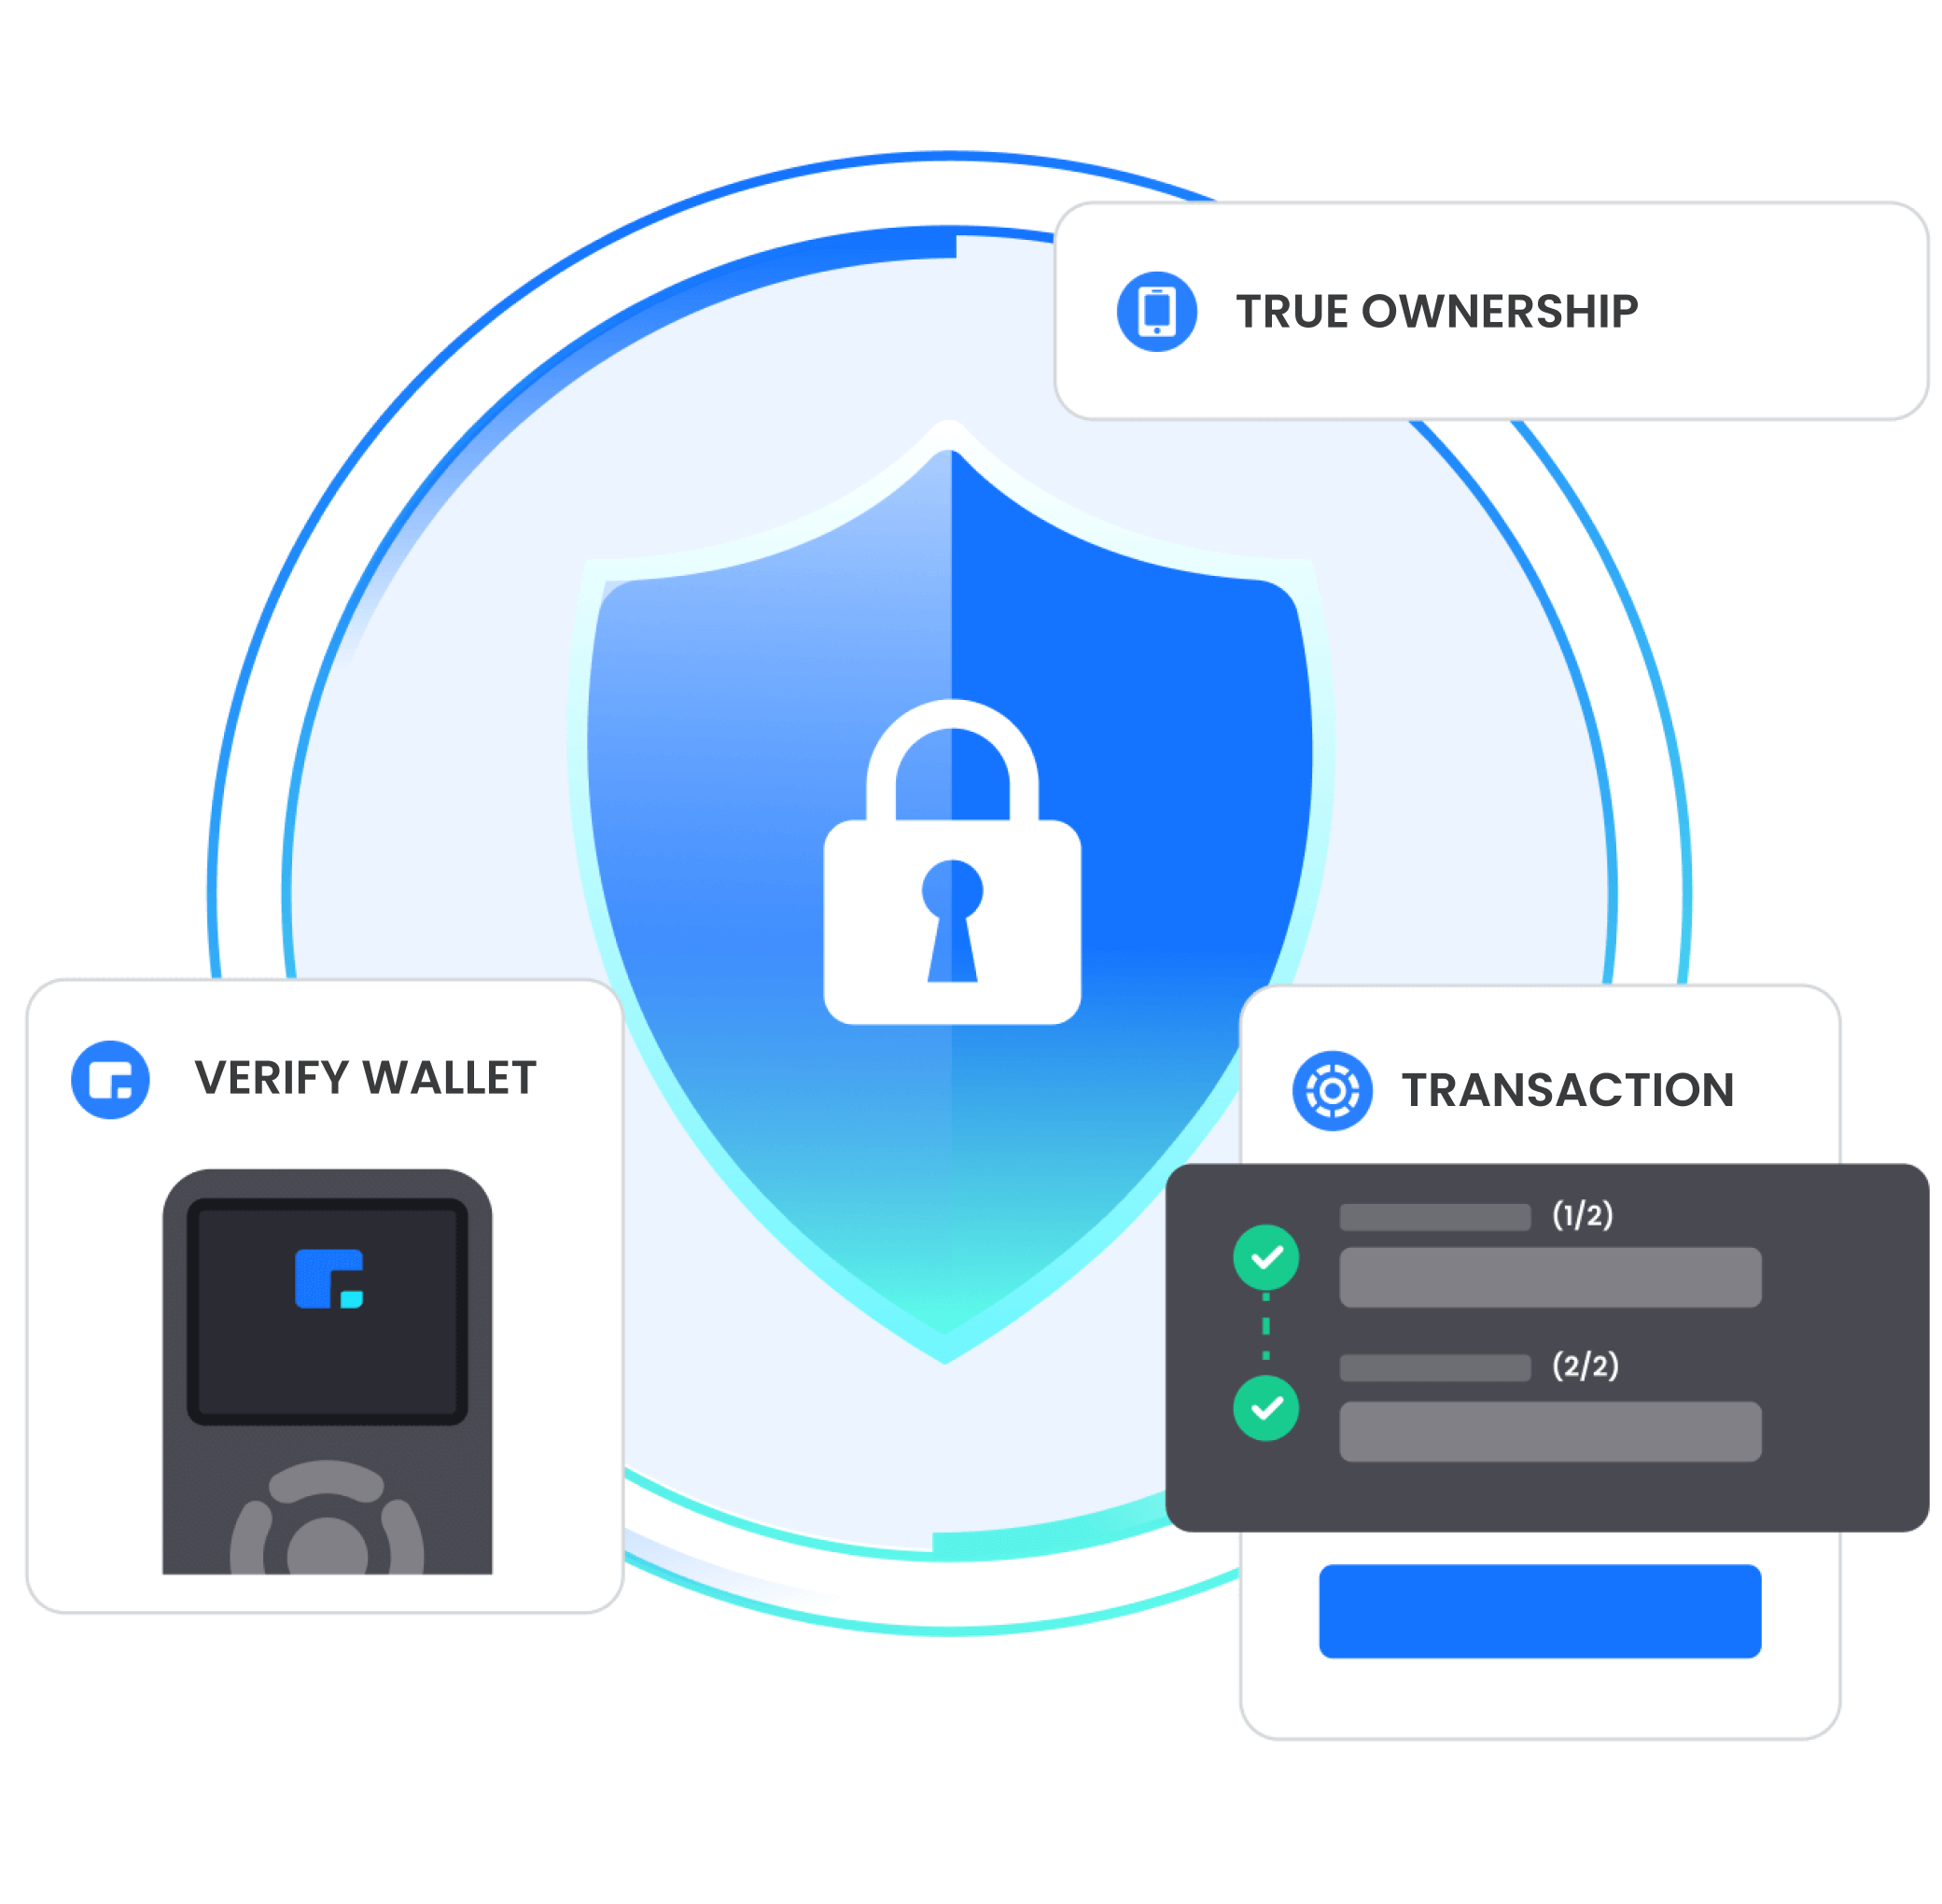 TRUE OWNERSHIP
VERIFY WALLET
TRANSACTION
(1/2)
(2/2)